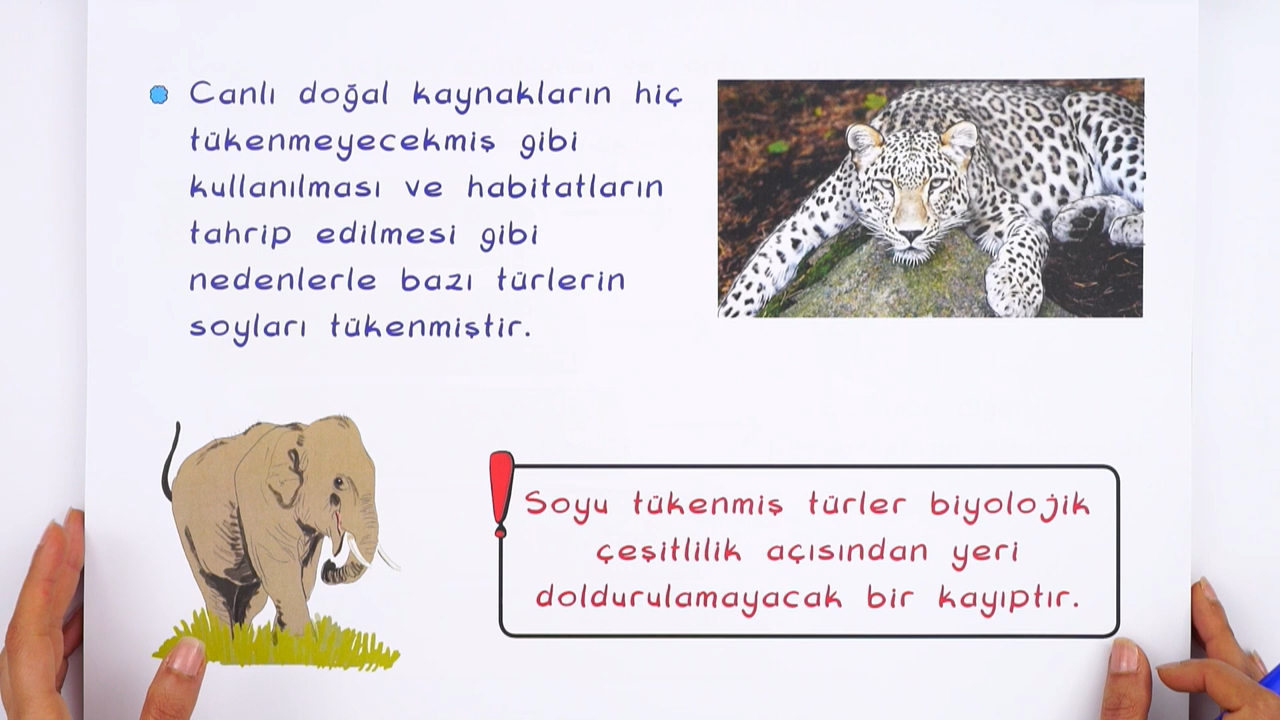 Canlı doğal kaynakların hiç
tükenmeyecekmiş gibi
kullanılması ve habitatların
tahrip edilmesi gibi
nedenlerle bazı türlerin
soyları tükenmiştir.
Soyu tükenmiş türler biyolojik
çeşitlilik açısından yeri
doldurulamayacak bir kayıptır.